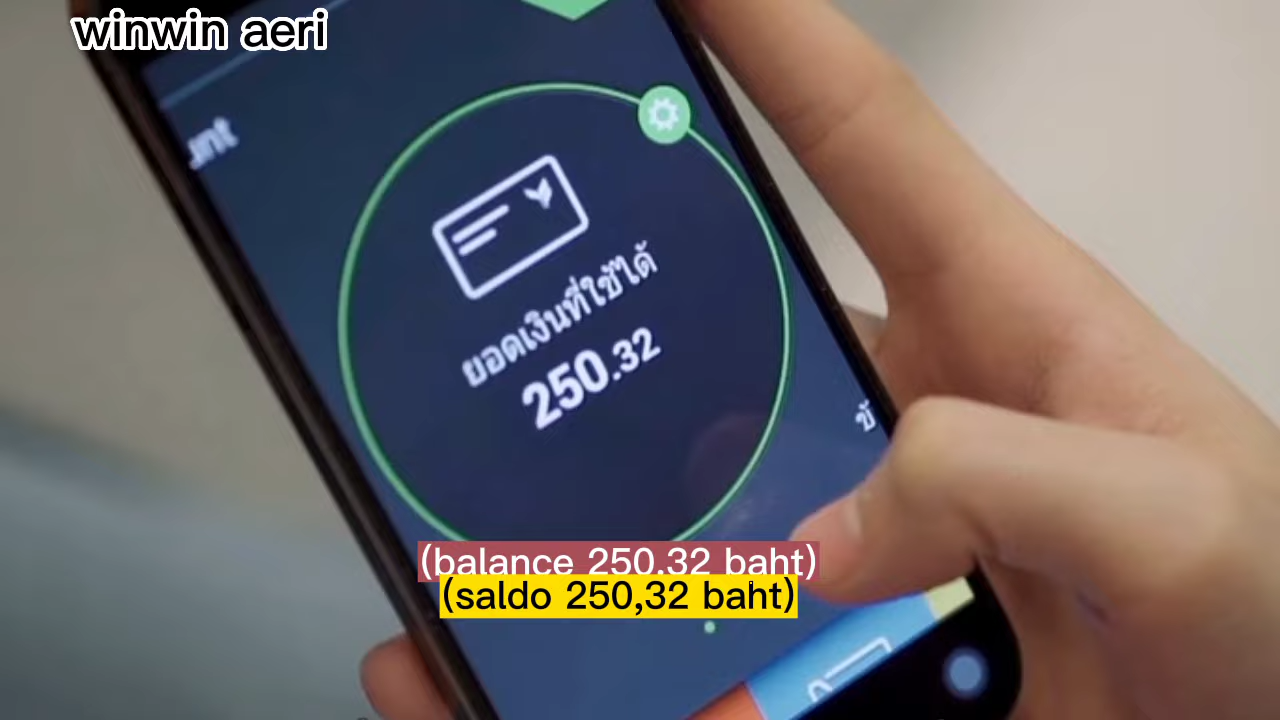 winwin aeri
unt
ยอดเงินที่ใช้ได้
250.32
(balance 250.32 baht)
(saldo 250,32 baht)